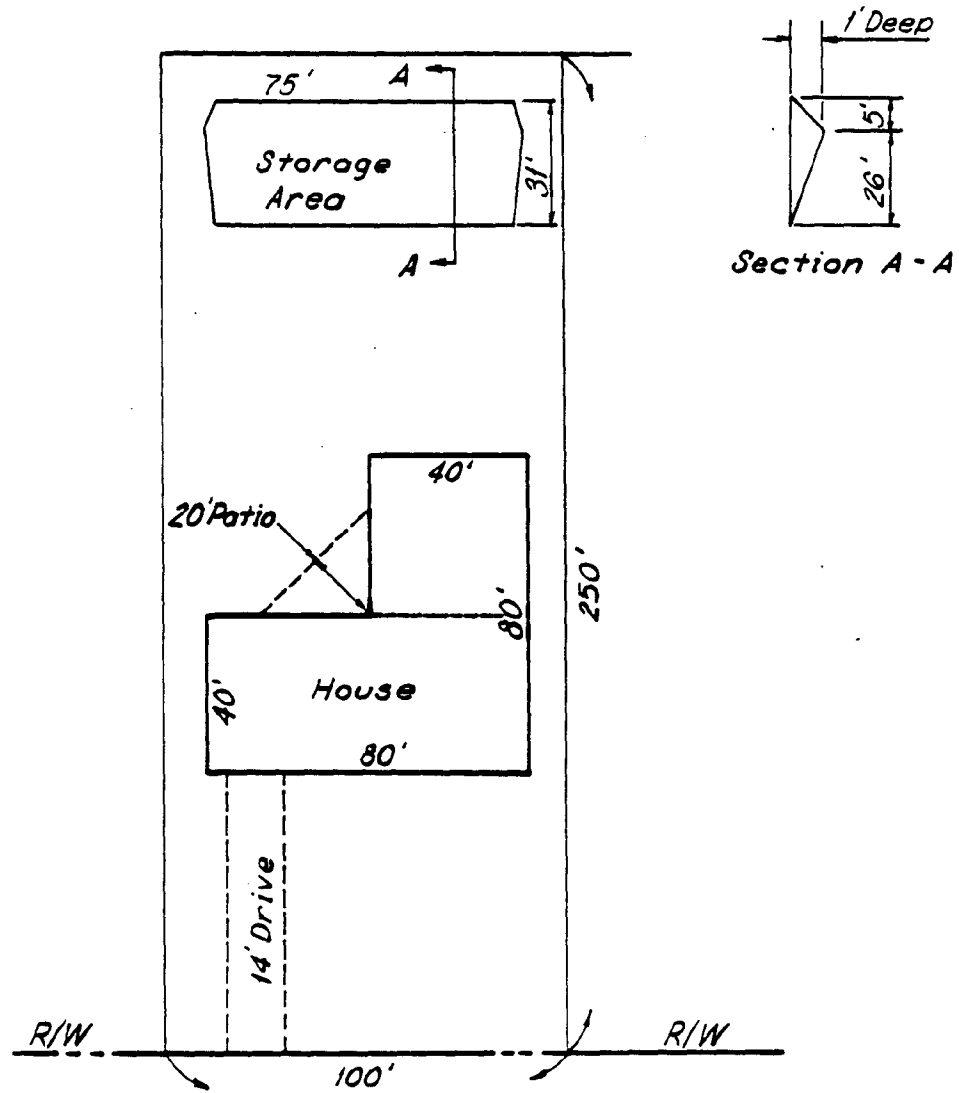 1' Deep
A
75'
5'
Storage
Area
31'
26'
A
Section A-A
40'
20' Patio
250'
80'
40'
House
80'
14' Drive
R/W
R/W
100'